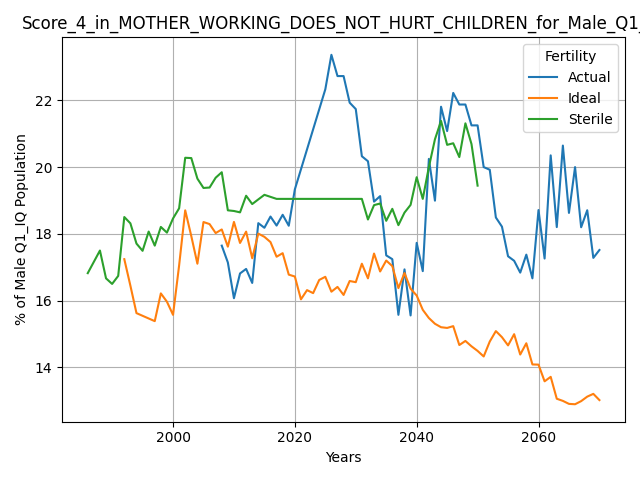 Score_4_in_MOTHER_WORKING_DOES_NOT_HURT_CHILDREN_for_Male_Q1_
Fertility
Actual
Ideal
Sterile
% of Male Q1_IQ Population
22
20
18
16
14
2000
2020
2040
2060
Years